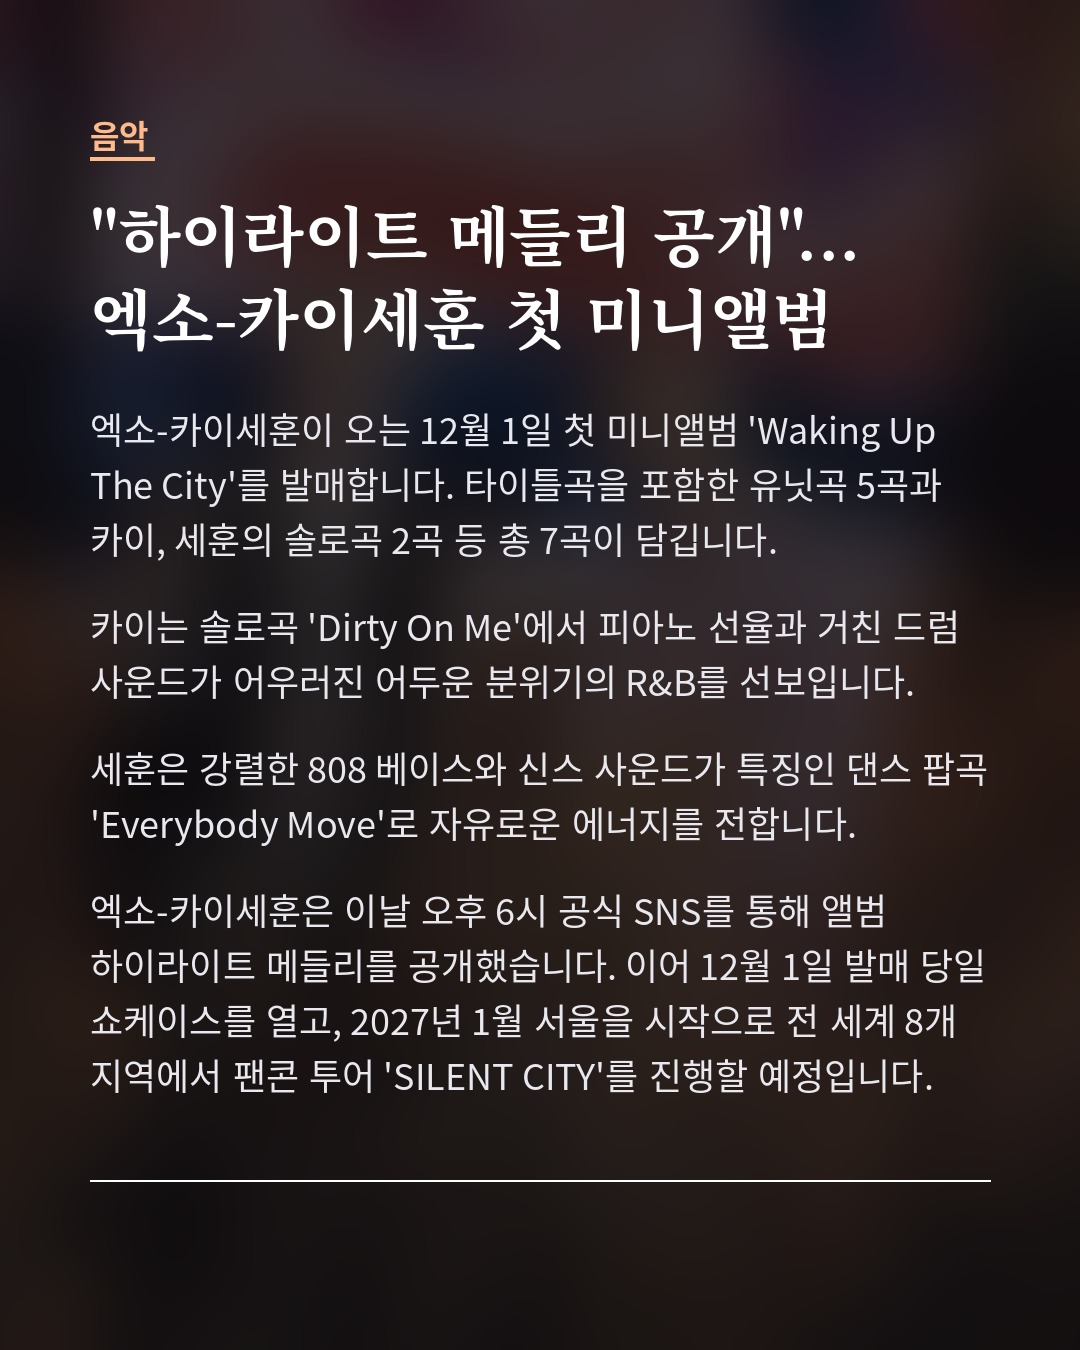 음악
"하이라이트 메들리 공개"...
엑소-카이세훈 첫 미니앨범
엑소-카이세훈이 오는 12월 1일 첫 미니앨범 'Waking Up
The City'를 발매합니다. 타이틀곡을 포함한 유닛곡 5곡과
카이, 세훈의 솔로곡 2곡 등 총 7곡이 담깁니다.
카이는 솔로곡 'Dirty On Me'에서 피아노 선율과 거친 드럼
사운드가 어우러진 어두운 분위기의 R&B를 선보입니다.
세훈은 강렬한 808 베이스와 신스 사운드가 특징인 댄스 팝곡
'Everybody Move'로 자유로운 에너지를 전합니다.
엑소-카이세훈은 이날 오후 6시 공식 SNS를 통해 앨범
하이라이트 메들리를 공개했습니다. 이어 12월 1일 발매 당일
쇼케이스를 열고, 2027년 1월 서울을 시작으로 전 세계 8개
지역에서 팬콘 투어 'SILENT CITY'를 진행할 예정입니다.